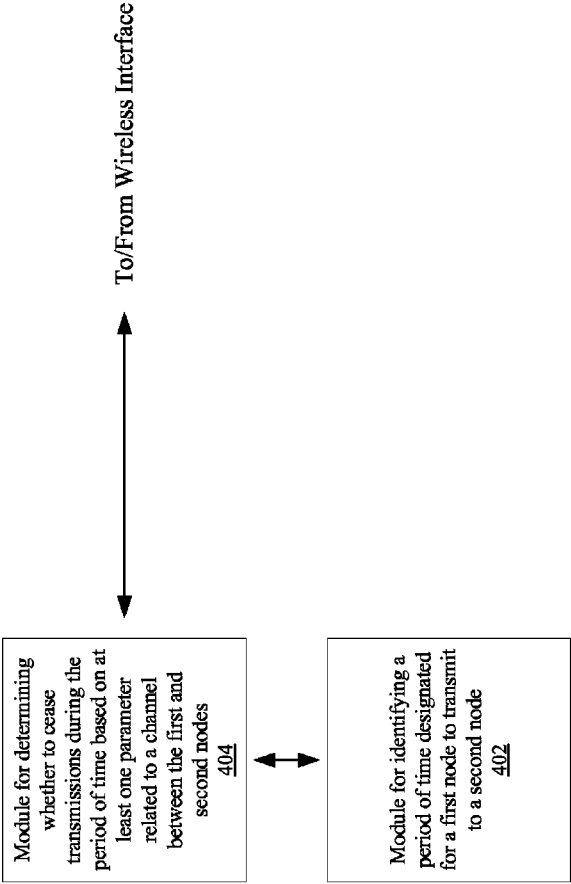 Module for identifying a
period of time designated
for a first node to transmit
to a second node
402
Module for determining
whether to cease
transmissions during the
period of time based on at
least one parameter
related to a channel
between the first and
second nodes
404
To/From Wireless Interface